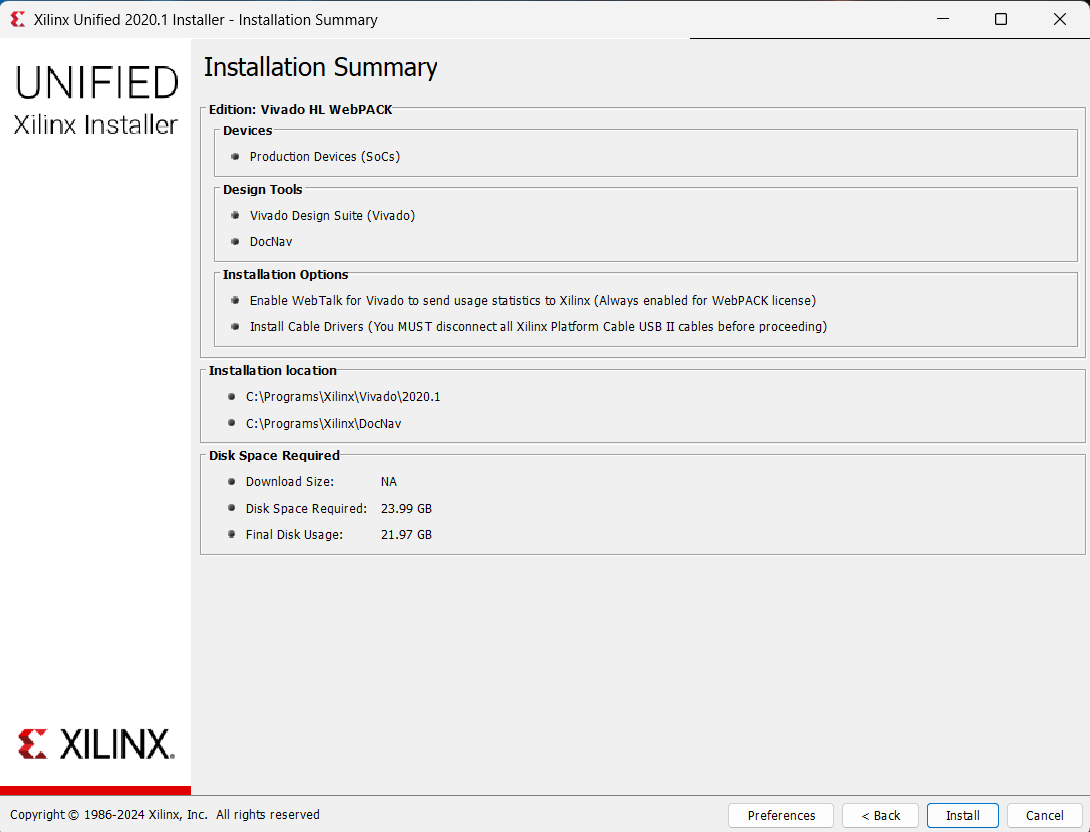 Xilinx Unified 2020.1 Installer - Installation Summary
UNIFIED
Xilinx Installer
Installation Summary
Edition: Vivado HL WebPACK
Devices
Production Devices (SoCs)
Design Tools
Vivado Design Suite (Vivado)
DocNav
Installation Options
Enable WebTalk for Vivado to send usage statistics to Xilinx (Always enabled for WebPACK license)
Install Cable Drivers (You MUST disconnect all Xilinx Platform Cable USB II cables before proceeding)
Installation location
C:\Programs\Xilinx\Vivado\2020.1
C:\Programs\Xilinx\DocNav
Disk Space Required
Download Size: NA
Disk Space Required: 23.99 GB
Final Disk Usage: 21.97 GB
XILINX.
Copyright © 1986-2024 Xilinx, Inc. All rights reserved
Preferences < Back Install Cancel